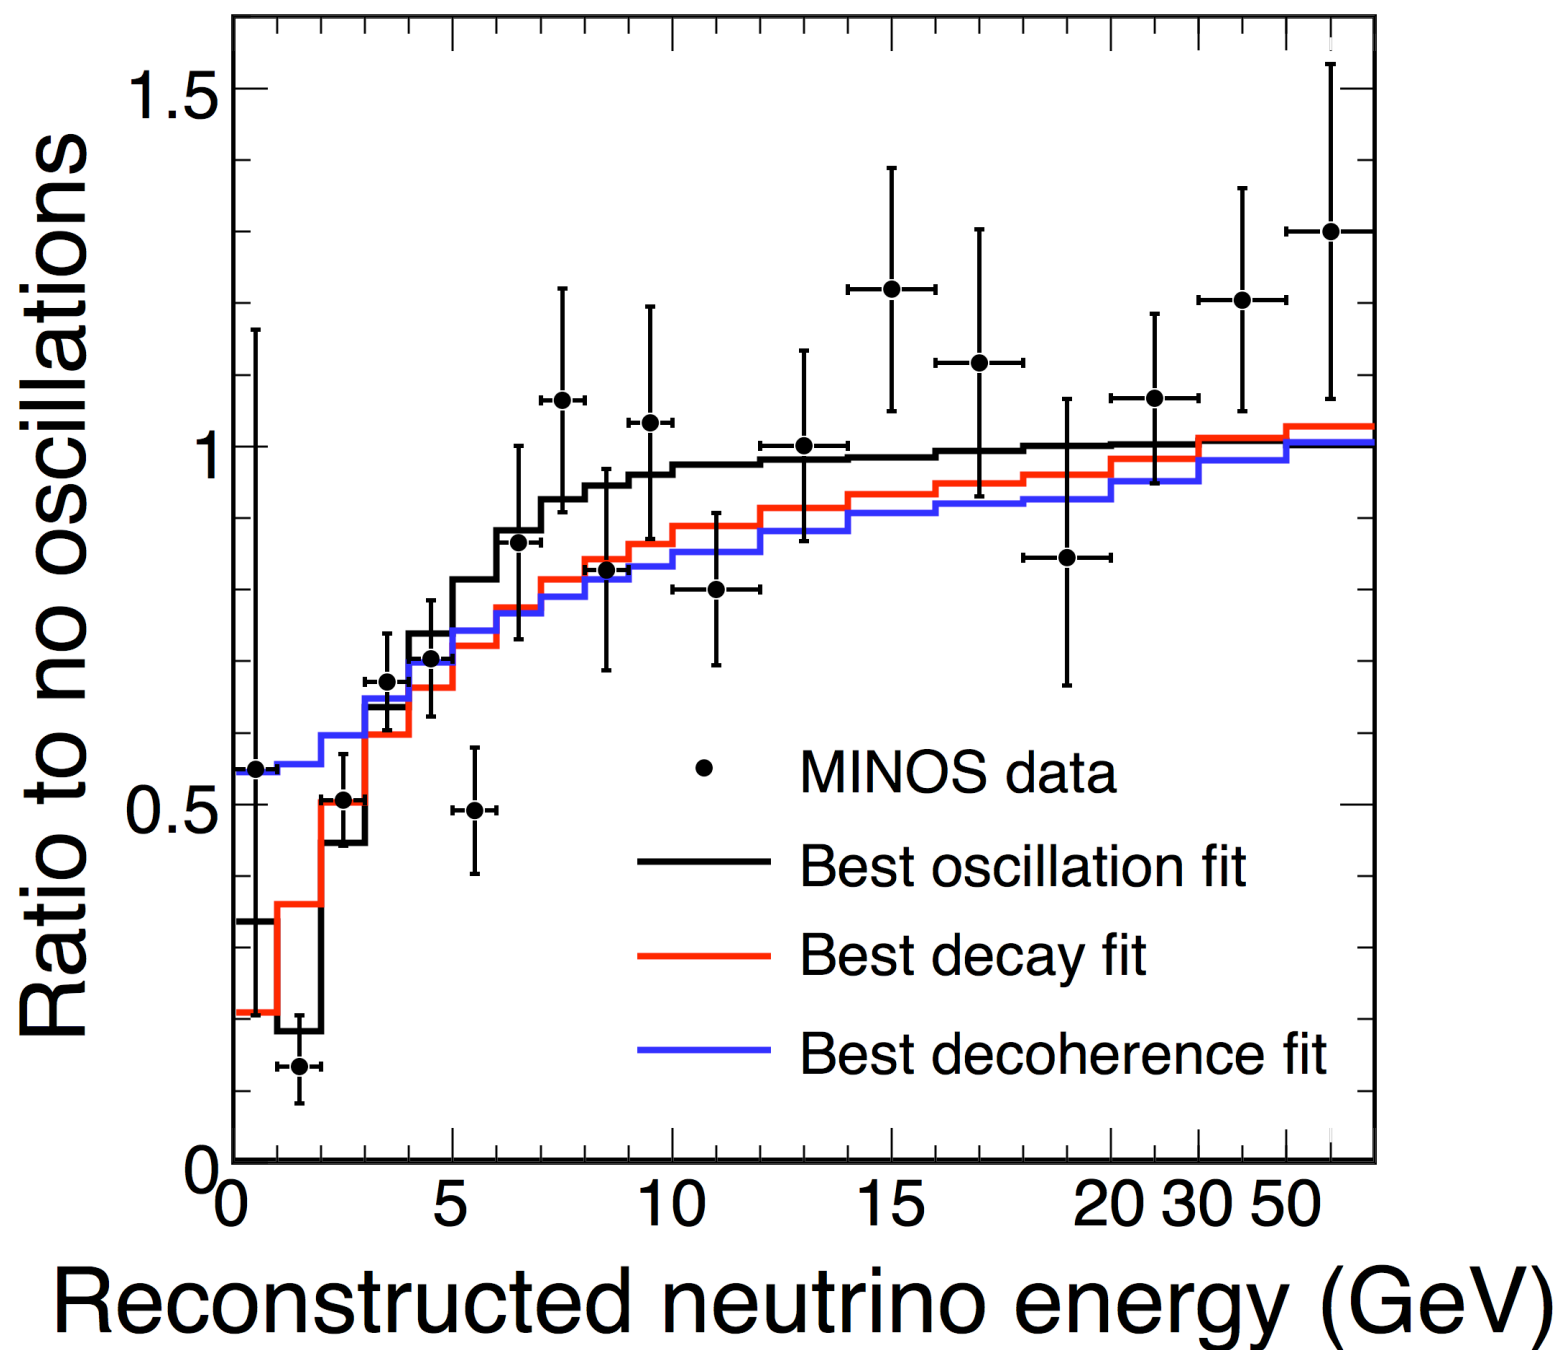 Ratio to no oscillations
1.5
1
0.5
0
MINOS data
Best oscillation fit
Best decay fit
Best decoherence fit
0 5 10 15 20 30 50
Reconstructed neutrino energy (GeV)